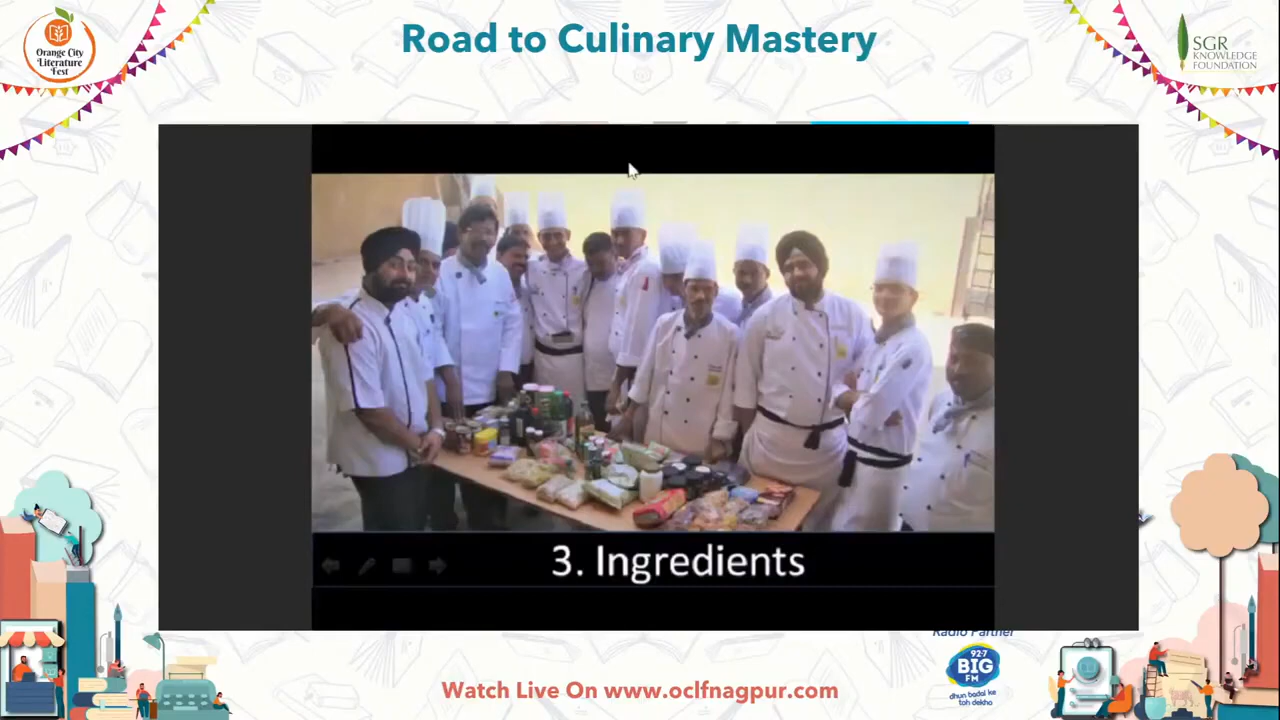 Road to Culinary Mastery
Orange City
Literature
Fest
SGR
KNOWLEDGE
FOUNDATION
3. Ingredients
Radio Partner
92.7
BIG
FM
dhun badal ke
toh dekho
Watch Live On www.oclfnagpur.com